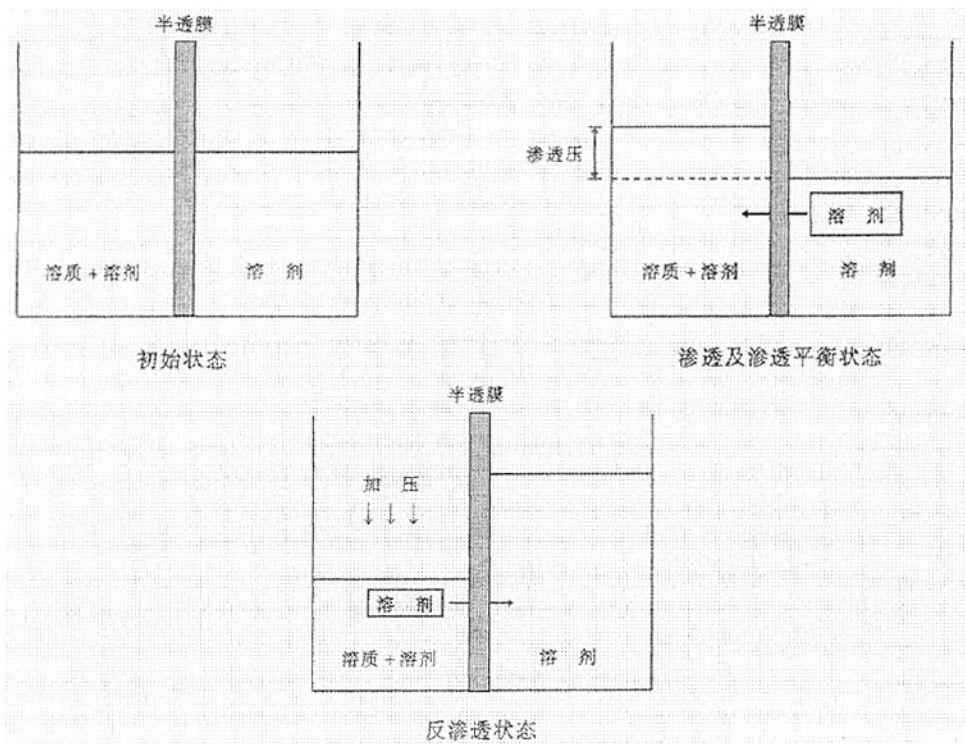 半透膜
溶质+溶剂
溶 剂
初始状态
半透膜
渗透压
溶 剂
溶质+溶剂
溶 剂
渗透及渗透平衡状态
半透膜
加 压
溶 剂
溶质+溶剂
溶 剂
反渗透状态